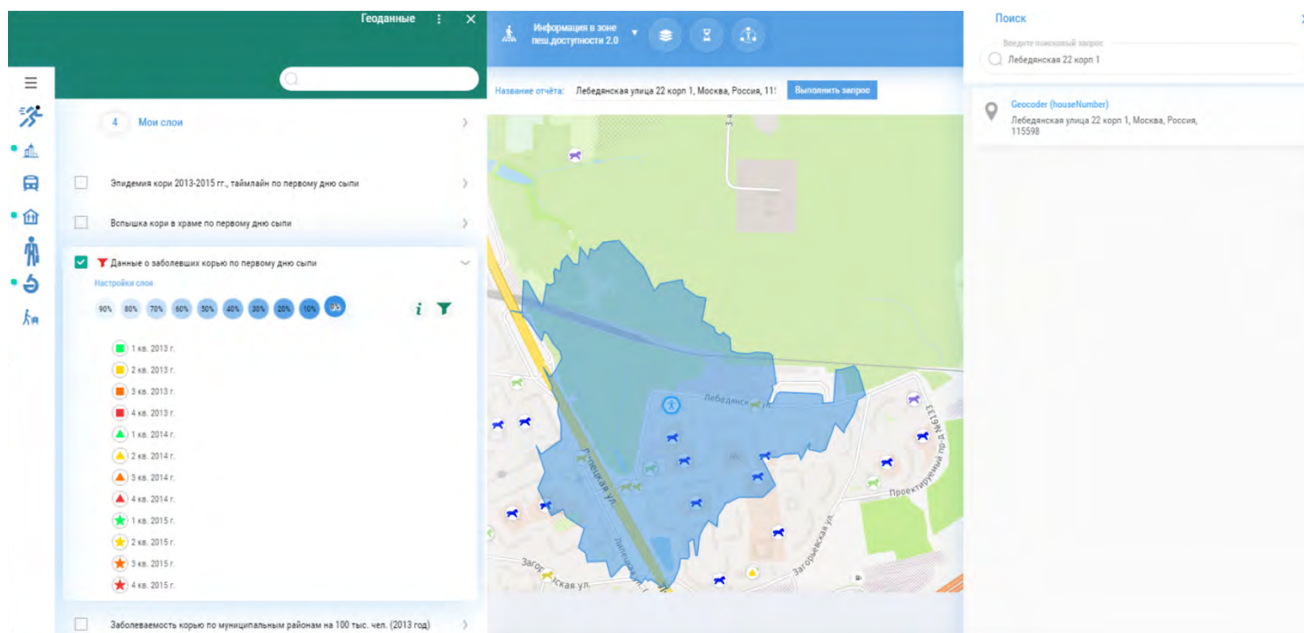 Геоданные
4 Мои слои
Эпидемия кори 2013-2015 гг., таймлайн по первому дню сыпи
Вспышка кори в храме по первому дню сыпи
Данные о заболевших корью по первому дню сыпи
Настройки слоя
90% 80% 70% 60% 50% 40% 30% 20% 10%
i
1 кв. 2013 г.
2 кв. 2013 г.
3 кв. 2013 г.
4 кв. 2013 г.
1 кв. 2014 г.
2 кв. 2014 г.
3 кв. 2014 г.
4 кв. 2014 г.
1 кв. 2015 г.
2 кв. 2015 г.
3 кв. 2015 г.
4 кв. 2015 г.
Заболеваемость корью по муниципальным районам на 100 тыс. чел. (2013 год)
Информация в зоне
пеш.доступности 2.0
Название отчёта: Лебедянская улица 22 корп 1, Москва, Россия, 115
Выполнить запрос
Липецкая ул.
Липецкая
Загорьевская ул.
Проектируемый пр-д №6133
Поиск
Введите поисковый запрос
Лебедянская 22 корп 1
Geocoder (houseNumber)
Лебедянская улица 22 корп 1, Москва, Россия,
115598